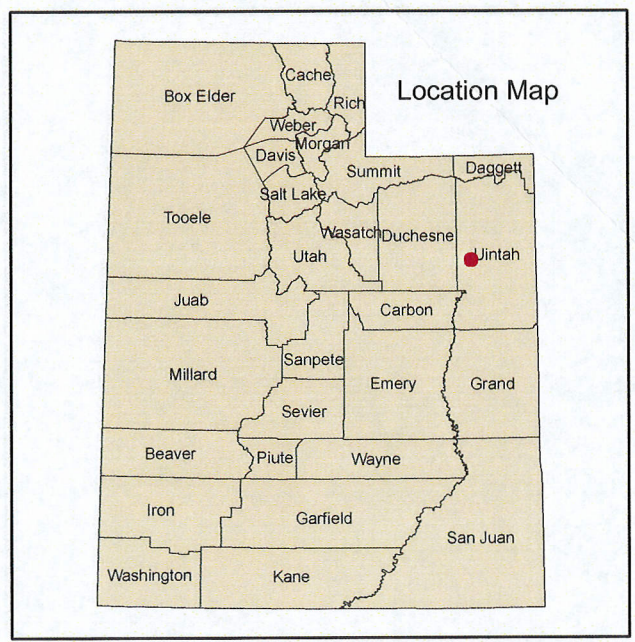 Location Map
Cache
Box Elder
Rich
Weber
Morgan
Davis
Daggett
Summit
Salt Lake
Tooele
Wasatch
Duchesne
Uintah
Utah
Juab
Carbon
Sanpete
Millard
Emery
Grand
Sevier
Beaver
Piute
Wayne
Iron
Garfield
San Juan
Washington
Kane